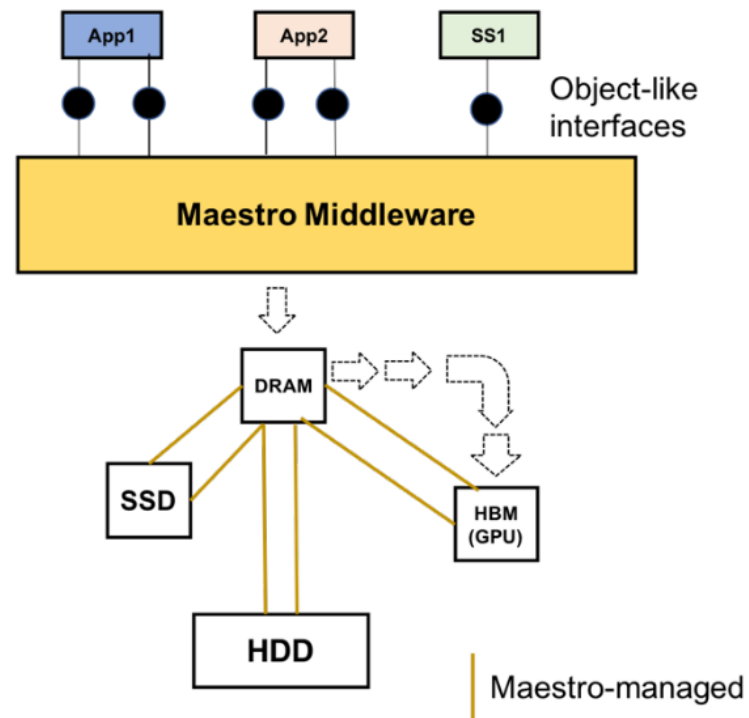 App1
App2
SS1
Object-like
interfaces
Maestro Middleware
DRAM
SSD
HBM
(GPU)
HDD
Maestro-managed